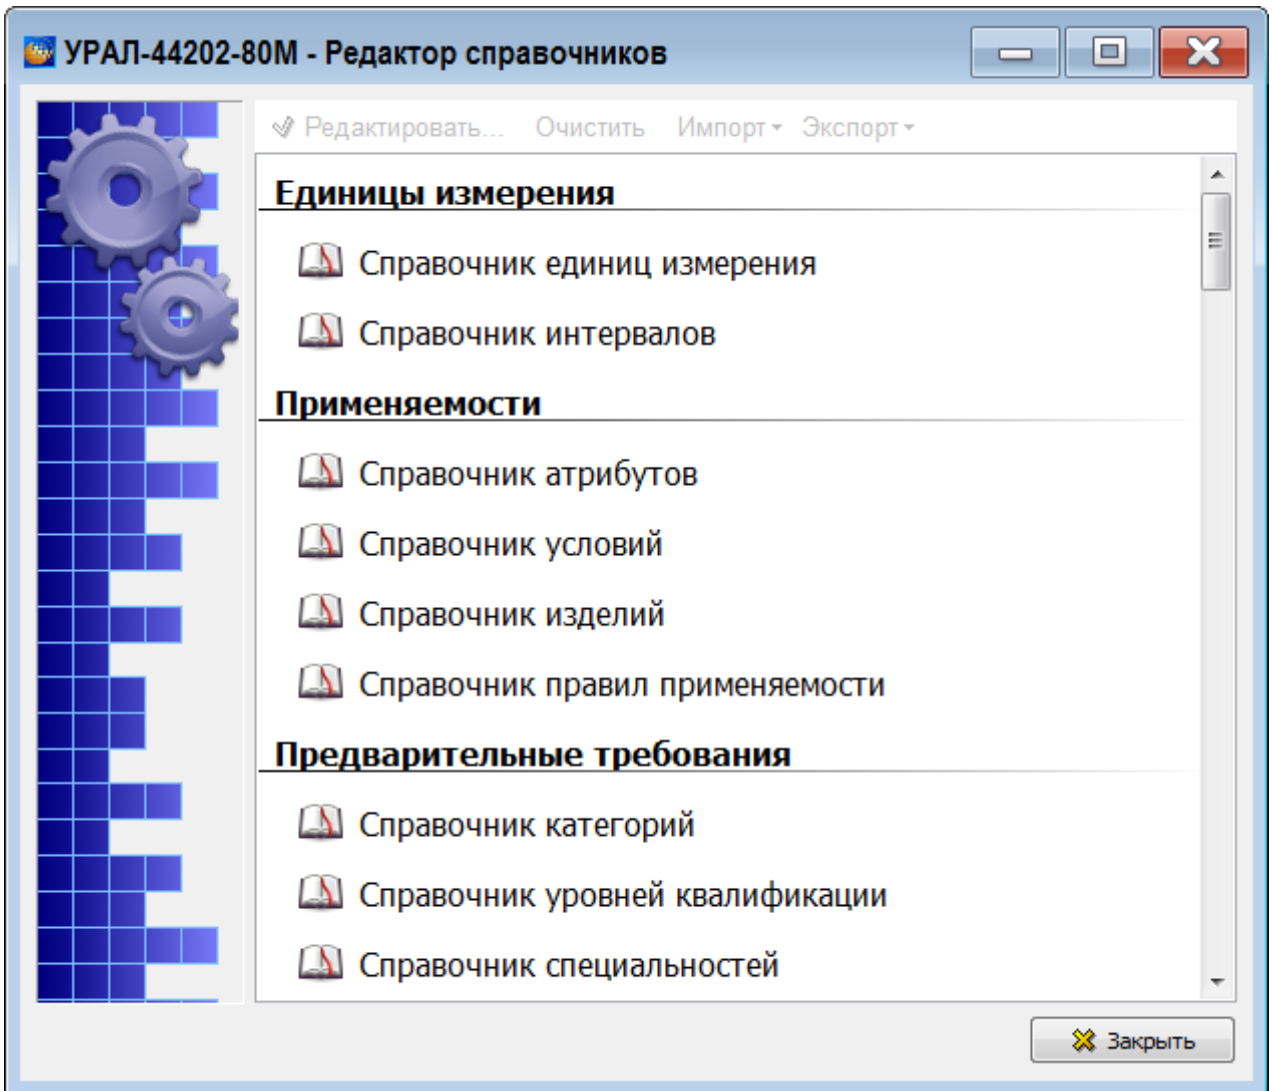 УРАЛ-44202-80М - Редактор справочников
Редактировать... Очистить Импорт Экспорт
Единицы измерения
Справочник единиц измерения
Справочник интервалов
Применяемости
Справочник атрибутов
Справочник условий
Справочник изделий
Справочник правил применяемости
Предварительные требования
Справочник категорий
Справочник уровней квалификации
Справочник специальностей
Закрыть